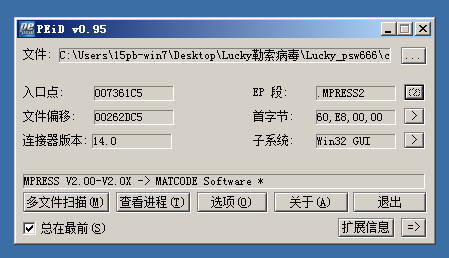 PEiD v0.95
文件: C:\Users\15pb-win7\Desktop\Lucky勒索病毒\Lucky_psw666\c ...
入口点: 007361C5 EP 段: .MPRESS2
文件偏移: 00262DC5 首字节: 60,E8,00,00 >
连接器版本: 14.0 子系统: Win32 GUI >
MPRESS V2.00-V2.0X -> MATCODE Software *
多文件扫描(M) 查看进程(T) 选项(O) 关于(A) 退出
总在最前(S) 扩展信息 =>